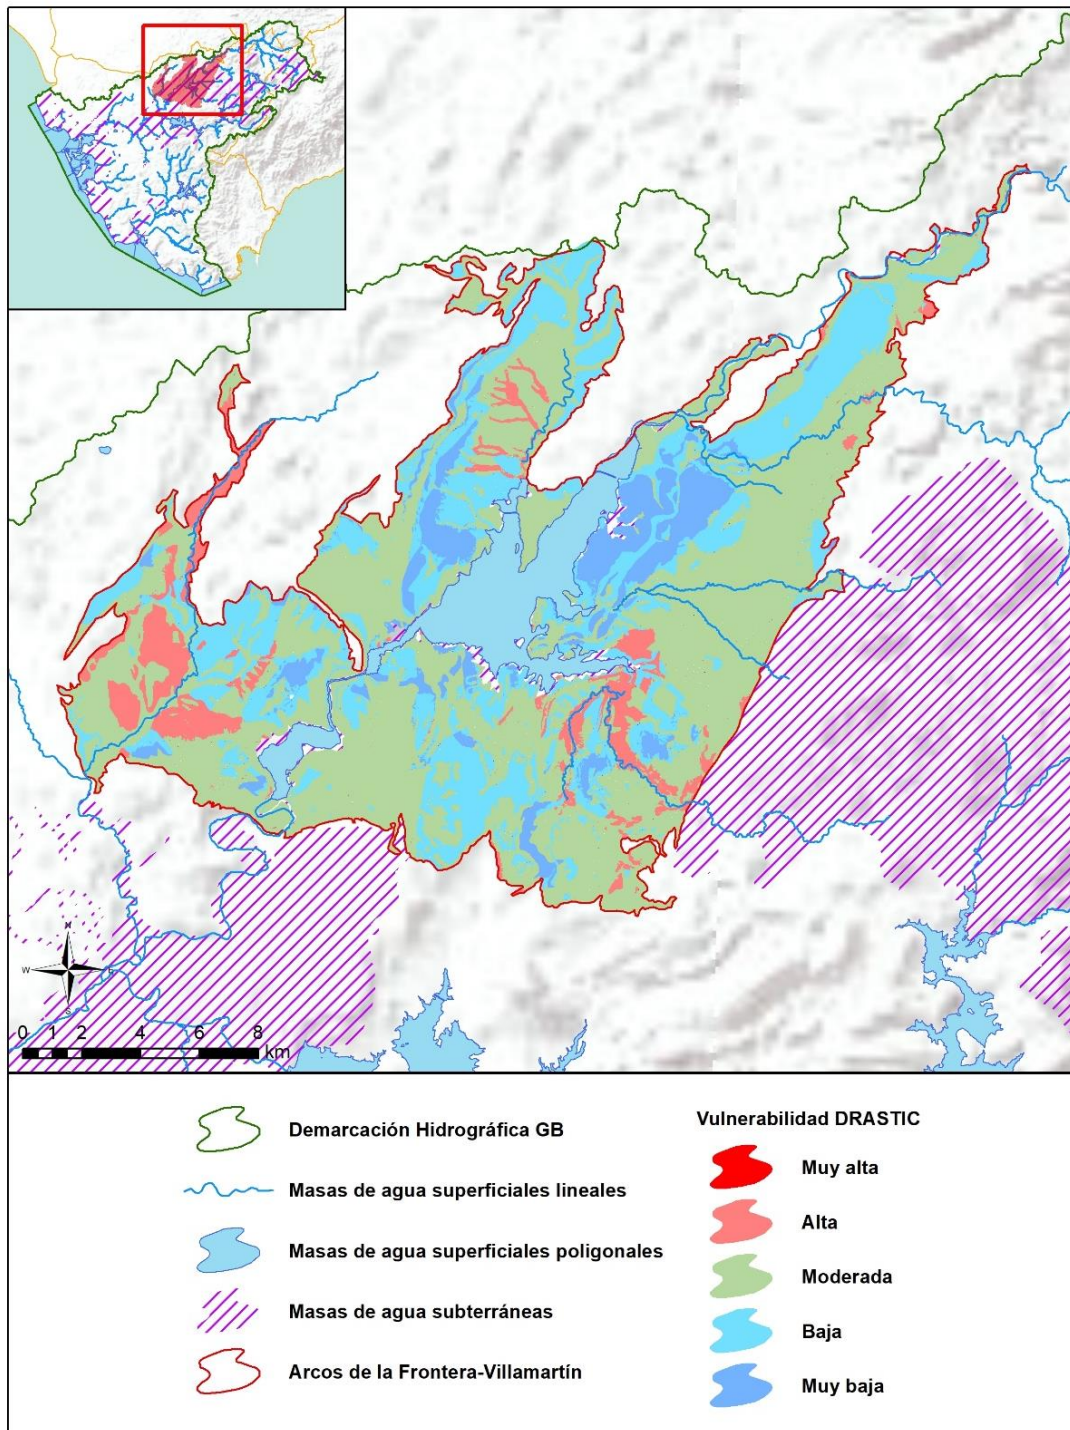 N
W
E
S
0 1 2 4 6 8
km
Demarcación Hidrográfica GB
Masas de agua superficiales lineales
Masas de agua superficiales poligonales
Masas de agua subterráneas
Arcos de la Frontera-Villamartín
Vulnerabilidad DRASTIC
Muy alta
Alta
Moderada
Baja
Muy baja